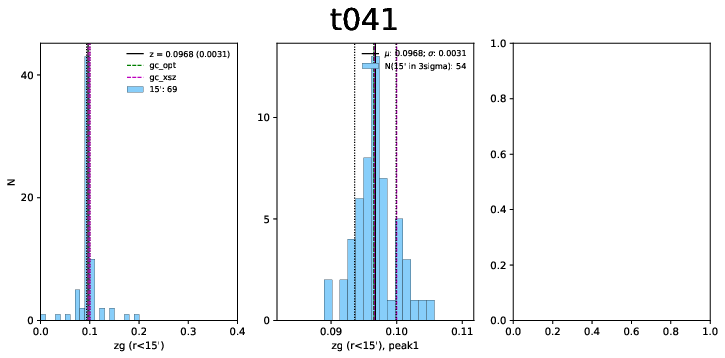 t041
z = 0.0968 (0.0031)
gc_opt
gc_xsz
15': 69
N
40
20
0
0.0 0.1 0.2 0.3 0.4
zg (r<15')
μ: 0.0968; σ: 0.0031
N(15' in 3sigma): 54
10
5
0
0.09 0.10 0.11
zg (r<15'), peak1
1.0
0.8
0.6
0.4
0.2
0.0
0.0 0.2 0.4 0.6 0.8 1.0